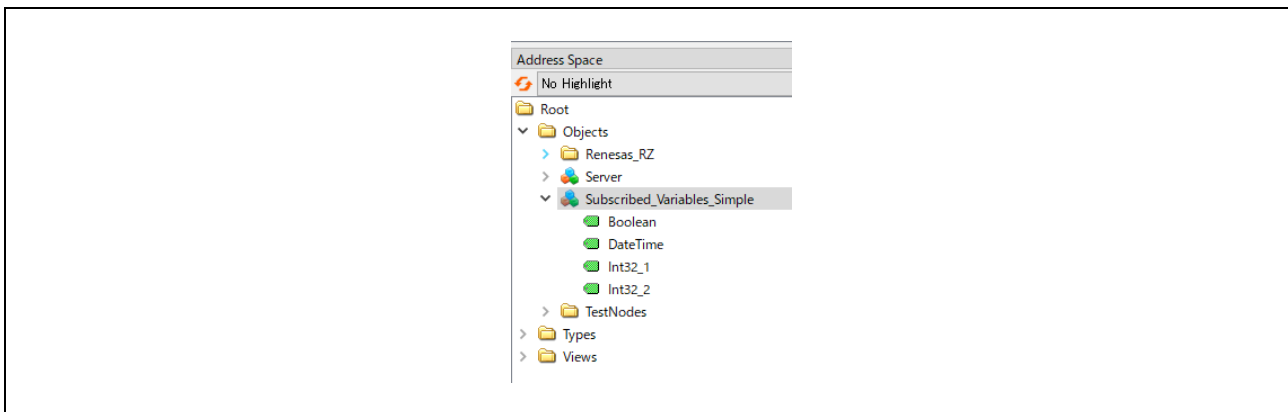 Address Space
No Highlight
Root
Objects
Renesas_RZ
Server
Subscribed_Variables_Simple
Boolean
DateTime
Int32_1
Int32_2
TestNodes
Types
Views